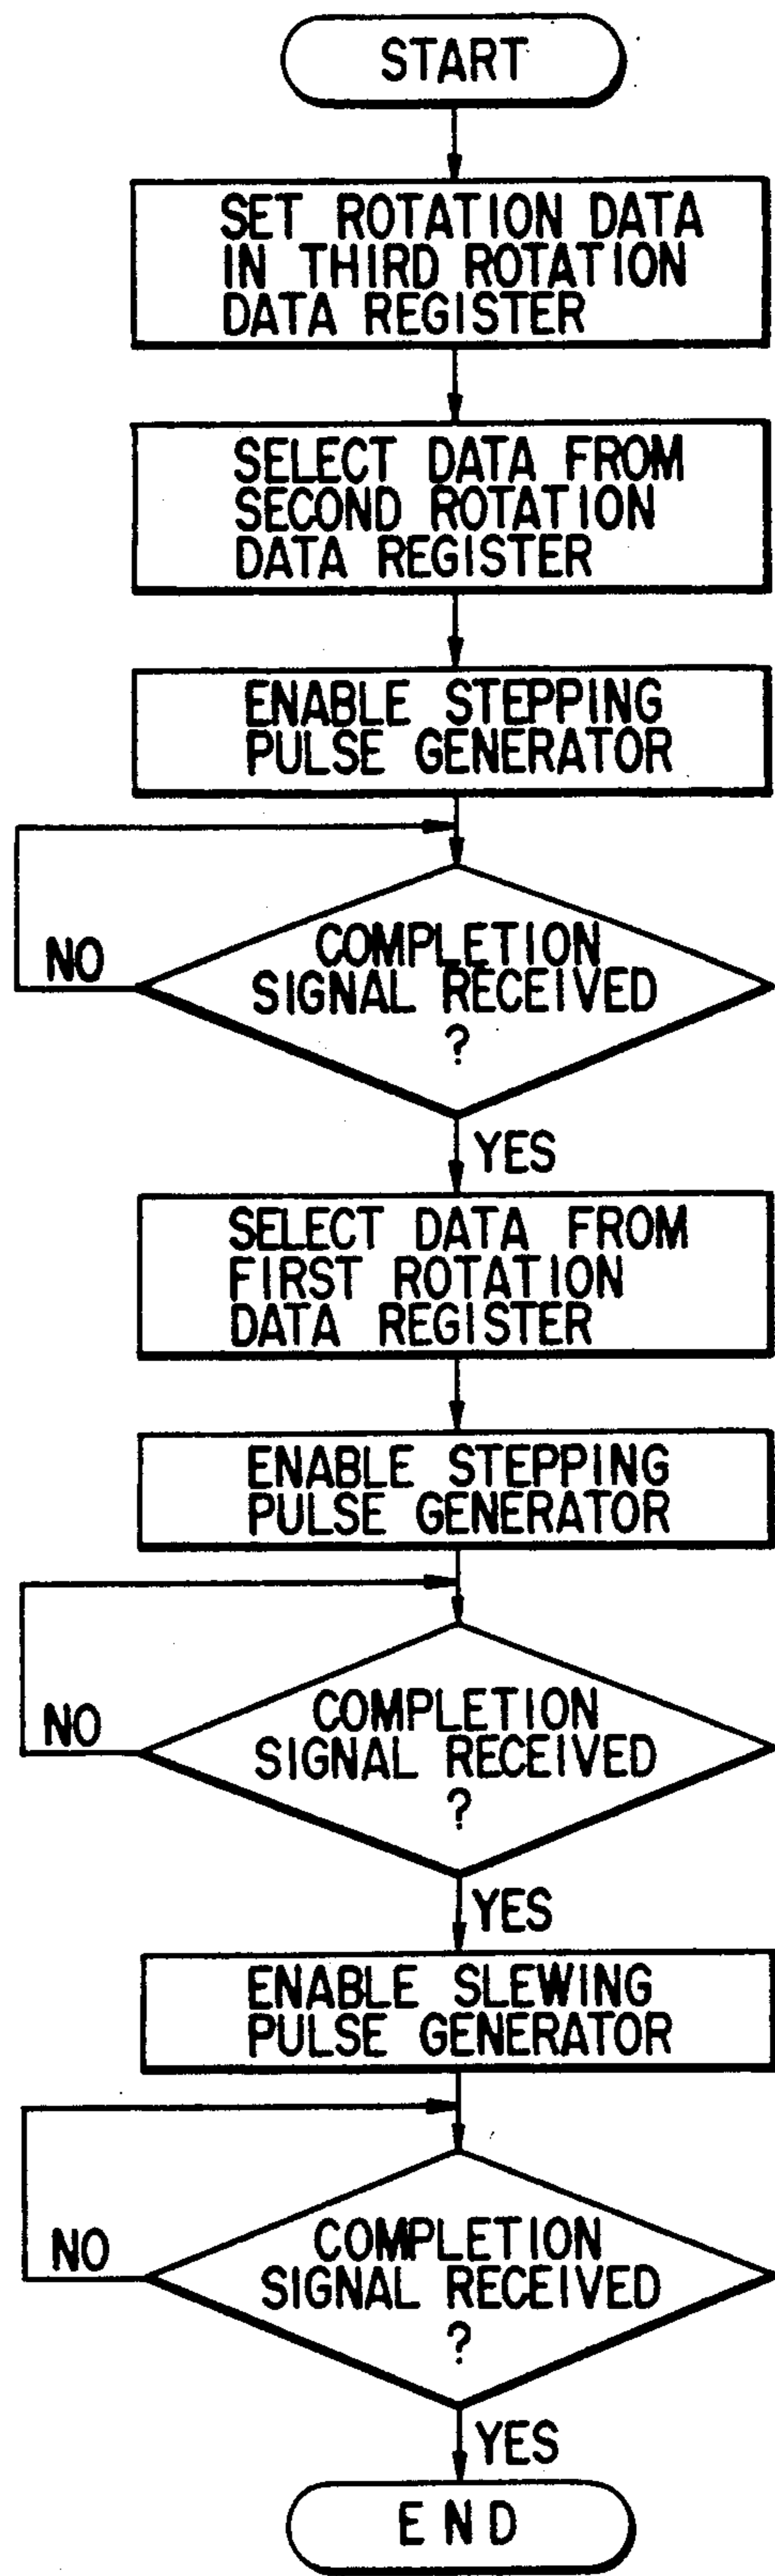 START
SET ROTATION DATA
IN THIRD ROTATION
DATA REGISTER
SELECT DATA FROM
SECOND ROTATION
DATA REGISTER
ENABLE STEPPING
PULSE GENERATOR
COMPLETION
SIGNAL RECEIVED
?
NO
YES
SELECT DATA FROM
FIRST ROTATION
DATA REGISTER
ENABLE STEPPING
PULSE GENERATOR
COMPLETION
SIGNAL RECEIVED
?
NO
YES
ENABLE SLEWING
PULSE GENERATOR
COMPLETION
SIGNAL RECEIVED
?
NO
YES
END